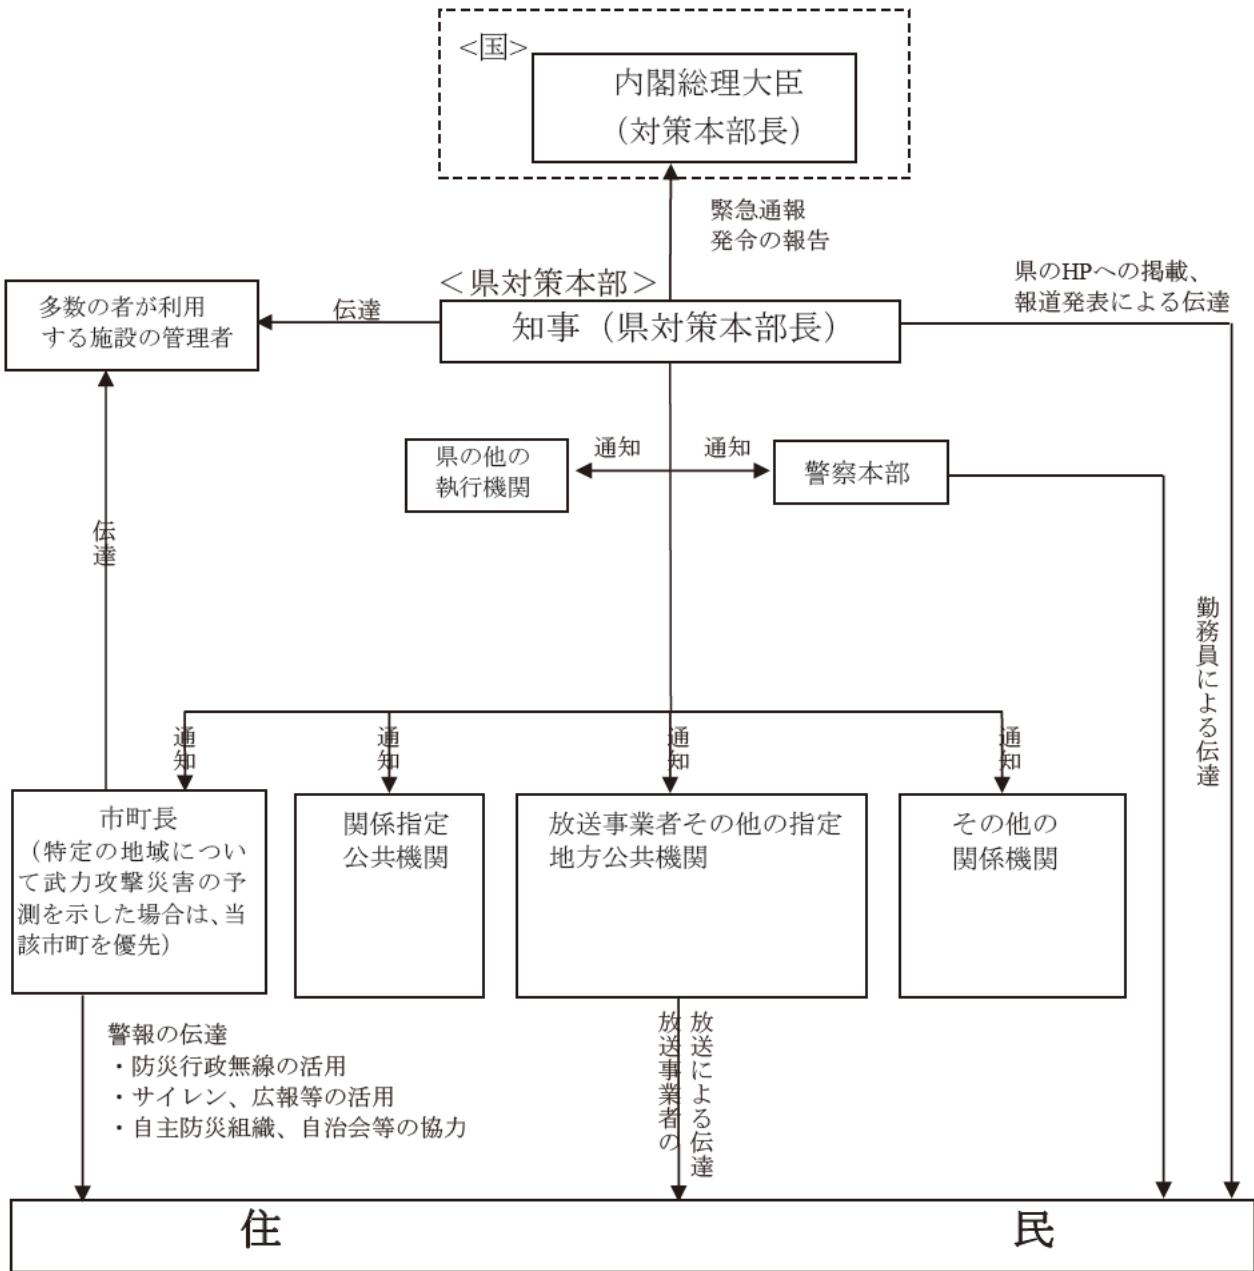 <国>
内閣総理大臣
（対策本部長）
緊急通報
発令の報告
＜県対策本部＞
県のHPへの掲載、
報道発表による伝達
多数の者が利用
する施設の管理者
伝達
知事（県対策本部長）
県の他の
執行機関
通知
通知
警察本部
伝達
勤務員による伝達
通知
通知
通知
通知
市町長
（特定の地域につい
て武力攻撃災害の予
測を示した場合は、当
該市町を優先）
関係指定
公共機関
放送事業者その他の指定
地方公共機関
その他の
関係機関
警報の伝達
・防災行政無線の活用
・サイレン、広報等の活用
・自主防災組織、自治会等の協力
放送事業者の
放送による伝達
住民